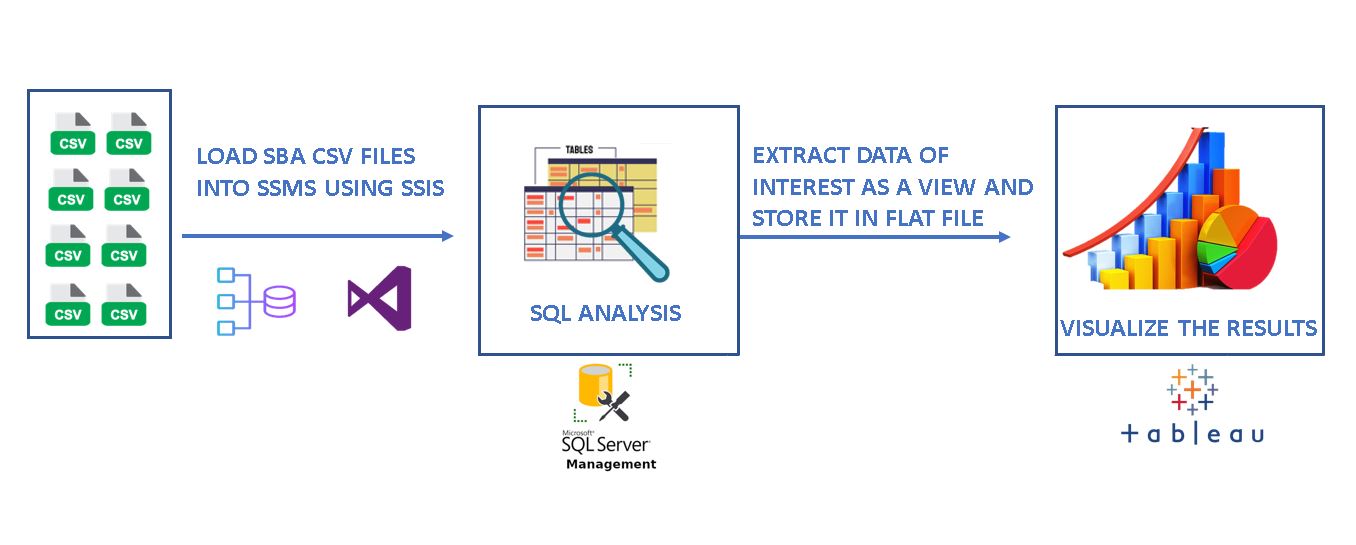 CSV CSV
CSV CSV
CSV CSV
CSV CSV
LOAD SBA CSV FILES
INTO SSMS USING SSIS
TABLES
SQL ANALYSIS
Microsoft®
SQL Server
Management
EXTRACT DATA OF
INTEREST AS A VIEW AND
STORE IT IN FLAT FILE
VISUALIZE THE RESULTS
+ableau